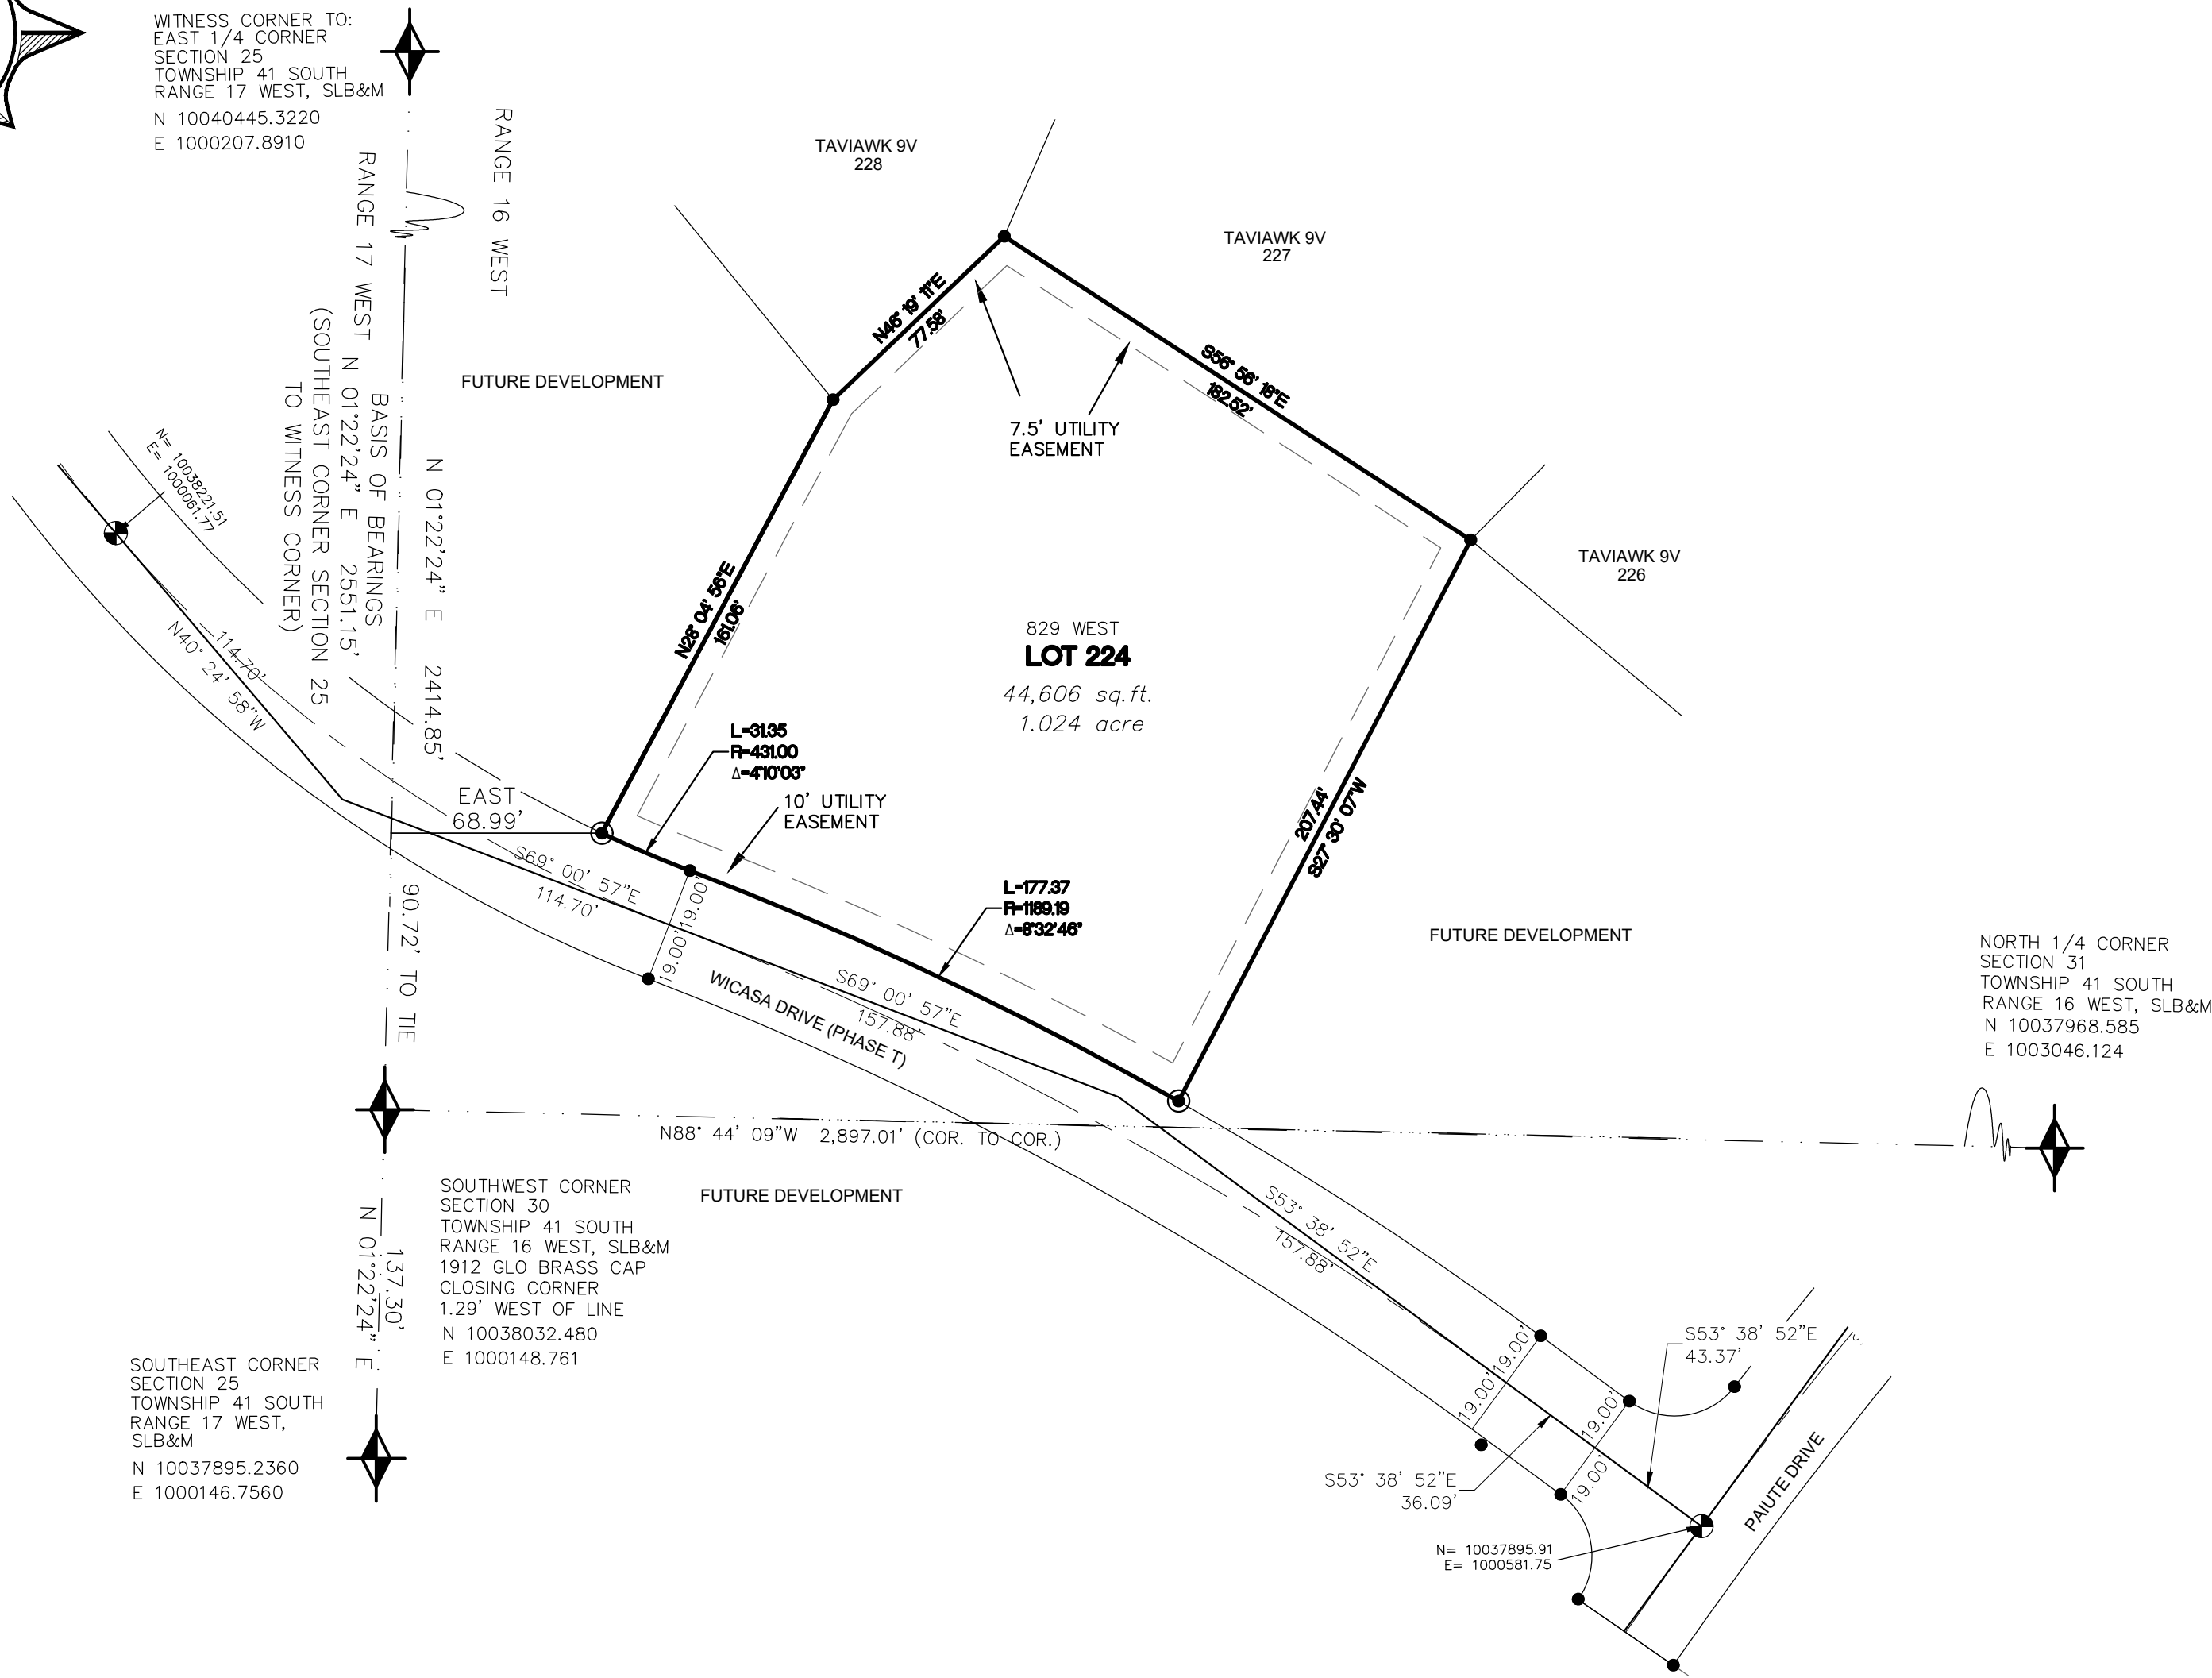 WITNESS CORNER TO:
EAST 1/4 CORNER
SECTION 25
TOWNSHIP 41 SOUTH
RANGE 17 WEST, SLB&M
N 10040445.3220
E 1000207.8910
RANGE 16 WEST
RANGE 17 WEST
TAVIAWK 9V
228
TAVIAWK 9V
227
TAVIAWK 9V
226
N46° 19' 11"E
77.58'
S56° 56' 18"E
182.52'
7.5' UTILITY
EASEMENT
FUTURE DEVELOPMENT
BASIS OF BEARINGS
N 01°22'24" E 2551.15'
(SOUTHEAST CORNER SECTION 25
TO WITNESS CORNER)
N 01°22'24" E 2414.85'
N= 10038221.51
E= 1000061.77
114.70'
N40° 24' 58"W
N28° 04' 56"E
161.06'
829 WEST
LOT 224
44,606 sq.ft.
1.024 acre
L=31.35
R=431.00
Δ=4°10'03"
10' UTILITY
EASEMENT
EAST
68.99'
207.44'
S27° 30' 07"W
L=177.37
R=1189.19
Δ=8°32'46"
S69° 00' 57"E
114.70'
19.00'
19.00'
S69° 00' 57"E
157.88'
WICASA DRIVE (PHASE T)
90.72' TO TIE
FUTURE DEVELOPMENT
NORTH 1/4 CORNER
SECTION 31
TOWNSHIP 41 SOUTH
RANGE 16 WEST, SLB&M
N 10037968.585
E 1003046.124
N88° 44' 09"W 2,897.01' (COR. TO COR.)
SOUTHWEST CORNER
SECTION 30
TOWNSHIP 41 SOUTH
RANGE 16 WEST, SLB&M
1912 GLO BRASS CAP
CLOSING CORNER
1.29' WEST OF LINE
N 10038032.480
E 1000148.761
FUTURE DEVELOPMENT
137.30'
N 01°22'24" E
S53° 38' 52"E
157.88'
SOUTHEAST CORNER
SECTION 25
TOWNSHIP 41 SOUTH
RANGE 17 WEST,
SLB&M
N 10037895.2360
E 1000146.7560
19.00'
19.00'
19.00'
19.00'
S53° 38' 52"E
43.37'
S53° 38' 52"E
36.09'
N= 10037895.91
E= 1000581.75
PAIUTE DRIVE